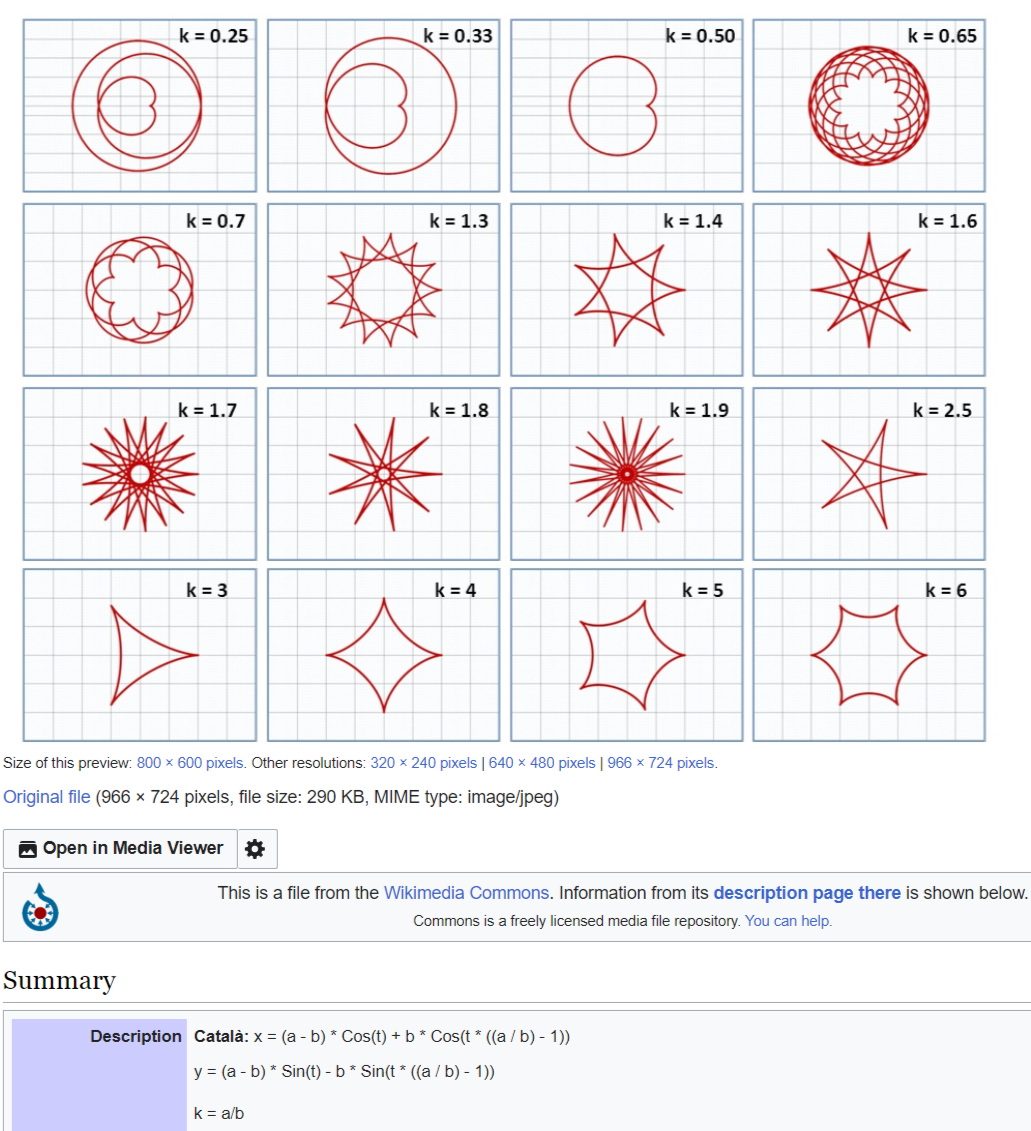 k = 0.25
k = 0.33
k = 0.50
k = 0.65
k = 0.7
k = 1.3
k = 1.4
k = 1.6
k = 1.7
k = 1.8
k = 1.9
k = 2.5
k = 3
k = 4
k = 5
k = 6
Size of this preview: 800 × 600 pixels. Other resolutions: 320 × 240 pixels | 640 × 480 pixels | 966 × 724 pixels.
Original file (966 × 724 pixels, file size: 290 KB, MIME type: image/jpeg)
Open in Media Viewer
This is a file from the Wikimedia Commons. Information from its description page there is shown below.
Commons is a freely licensed media file repository. You can help.
Summary
Description Català: x = (a - b) * Cos(t) + b * Cos(t * ((a / b) - 1))
y = (a - b) * Sin(t) - b * Sin(t * ((a / b) - 1))
k = a/b